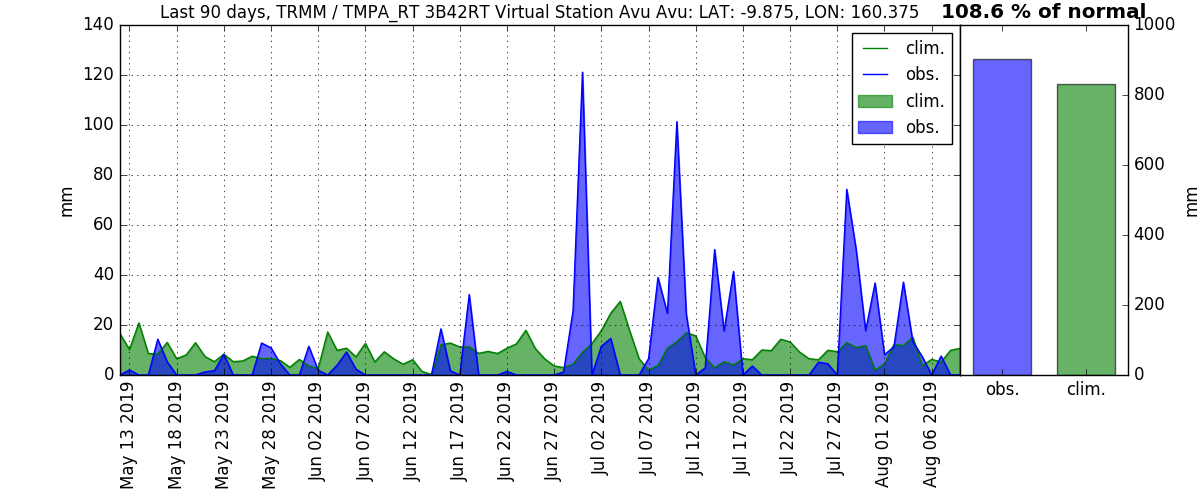 Last 90 days, TRMM / TMPA_RT 3B42RT Virtual Station Avu Avu: LAT: -9.875, LON: 160.375
108.6 % of normal
140
120
100
80
60
40
20
0
mm
clim.
obs.
clim.
obs.
1000
800
600
400
200
0
mm
May 13 2019
May 18 2019
May 23 2019
May 28 2019
Jun 02 2019
Jun 07 2019
Jun 12 2019
Jun 17 2019
Jun 22 2019
Jun 27 2019
Jul 02 2019
Jul 07 2019
Jul 12 2019
Jul 17 2019
Jul 22 2019
Jul 27 2019
Aug 01 2019
Aug 06 2019
obs.
clim.